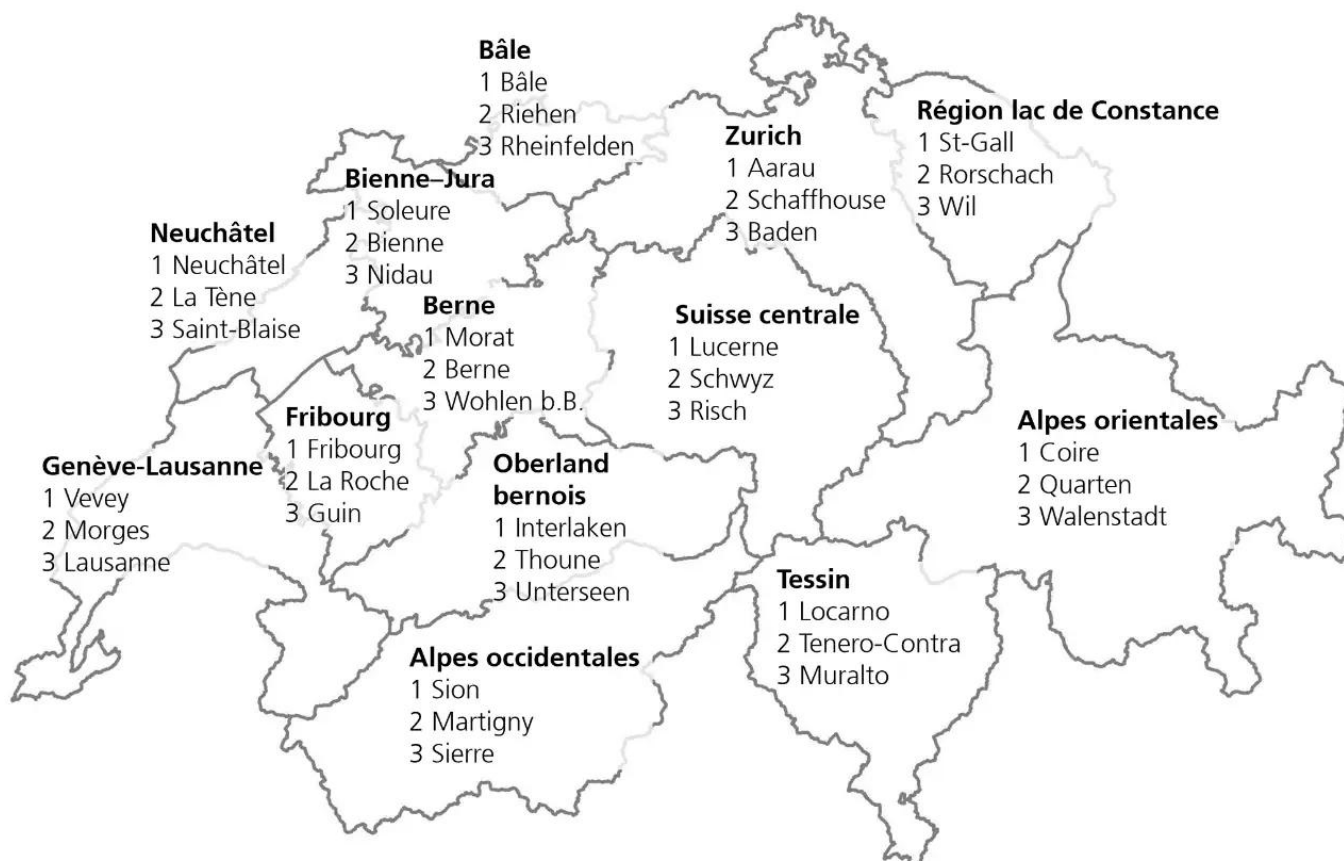 Bâle
1 Bâle
2 Riehen
3 Rheinfelden
Région lac de Constance
1 St-Gall
2 Rorschach
3 Wil
Zurich
1 Aarau
2 Schaffhouse
3 Baden
Bienne–Jura
1 Soleure
2 Bienne
3 Nidau
Neuchâtel
1 Neuchâtel
2 La Tène
3 Saint-Blaise
Berne
1 Morat
2 Berne
3 Wohlen b.B.
Suisse centrale
1 Lucerne
2 Schwyz
3 Risch
Fribourg
1 Fribourg
2 La Roche
3 Guin
Alpes orientales
1 Coire
2 Quarten
3 Walenstadt
Genève-Lausanne
1 Vevey
2 Morges
3 Lausanne
Oberland
bernois
1 Interlaken
2 Thoune
3 Unterseen
Tessin
1 Locarno
2 Tenero-Contra
3 Muralto
Alpes occidentales
1 Sion
2 Martigny
3 Sierre